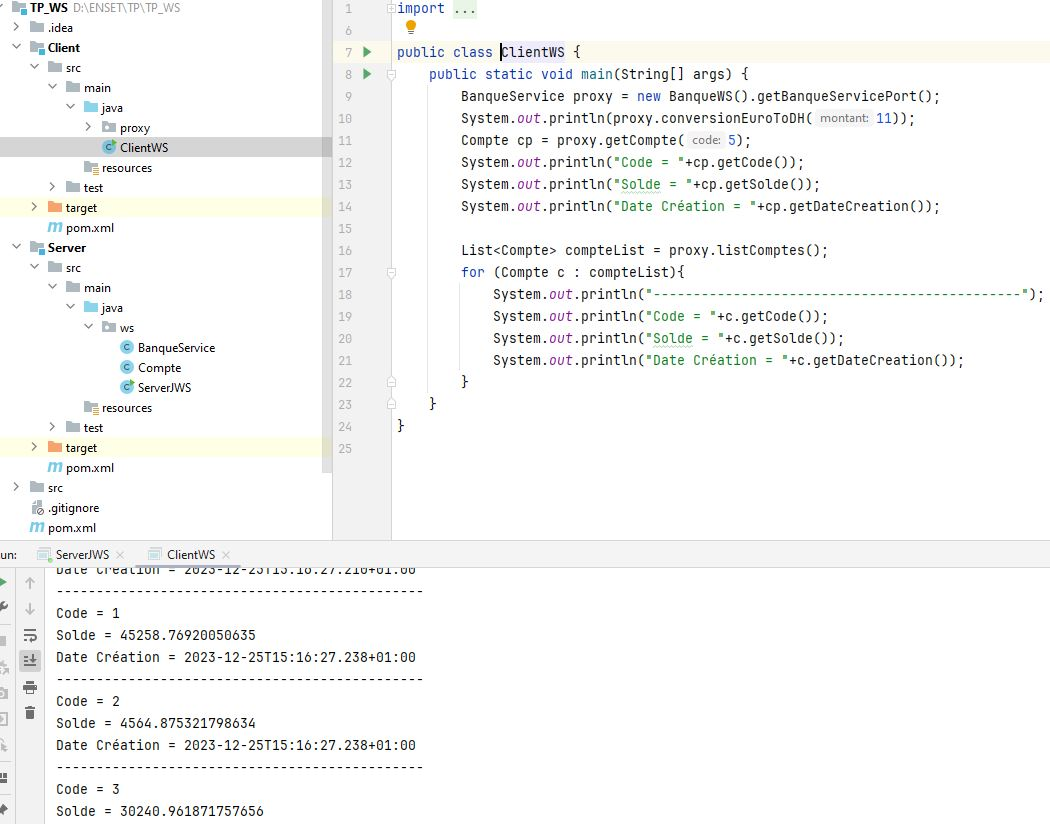 TP_WS D:\ENSET\TP\TP_WS
.idea
Client
src
main
java
proxy
ClientWS
resources
test
target
pom.xml
Server
src
main
java
ws
BanqueService
Compte
ServerJWS
resources
test
target
pom.xml
src
.gitignore
pom.xml
1 import ...
6
7 public class ClientWS {
8 public static void main(String[] args) {
9 BanqueService proxy = new BanqueWS().getBanqueServicePort();
10 System.out.println(proxy.conversionEuroToDH( montant: 11));
11 Compte cp = proxy.getCompte( code: 5);
12 System.out.println("Code = "+cp.getCode());
13 System.out.println("Solde = "+cp.getSolde());
14 System.out.println("Date Création = "+cp.getDateCreation());
15
16 List<Compte> compteList = proxy.listComptes();
17 for (Compte c : compteList){
18 System.out.println("----------------------------------------------");
19 System.out.println("Code = "+c.getCode());
20 System.out.println("Solde = "+c.getSolde());
21 System.out.println("Date Création = "+c.getDateCreation());
22 }
23 }
24 }
25
un: ServerJWS ClientWS
Date Création = 2023-12-25T15:16:27.210+01:00
----------------------------------------------
Code = 1
Solde = 45258.76920050635
Date Création = 2023-12-25T15:16:27.238+01:00
----------------------------------------------
Code = 2
Solde = 4564.875321798634
Date Création = 2023-12-25T15:16:27.238+01:00
----------------------------------------------
Code = 3
Solde = 30240.961871757656